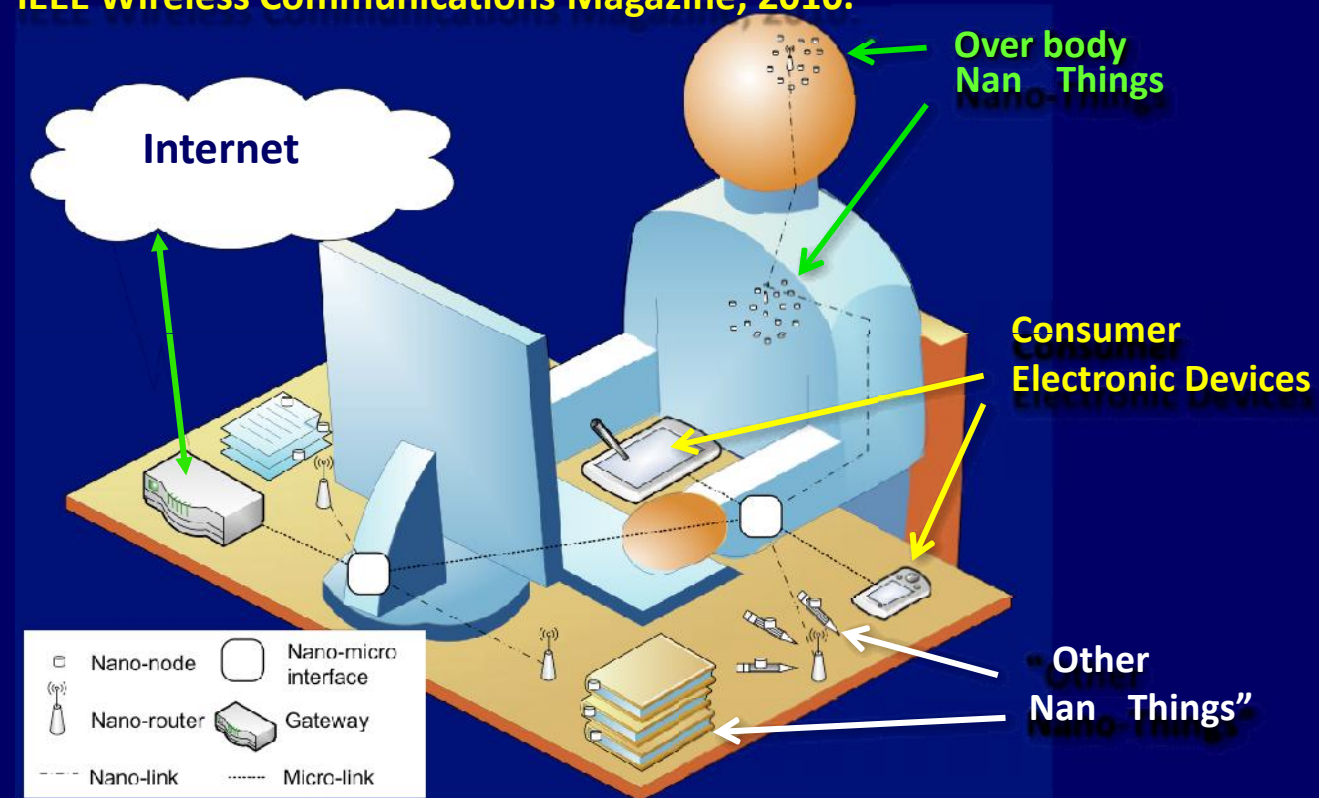 IEEE Wireless Communications Magazine, 2010.
Over body
Nan Things
Internet
Consumer
Electronic Devices
"Other
Nan Things"
Nano-node
Nano-micro
interface
Nano-router
Gateway
Nano-link
Micro-link